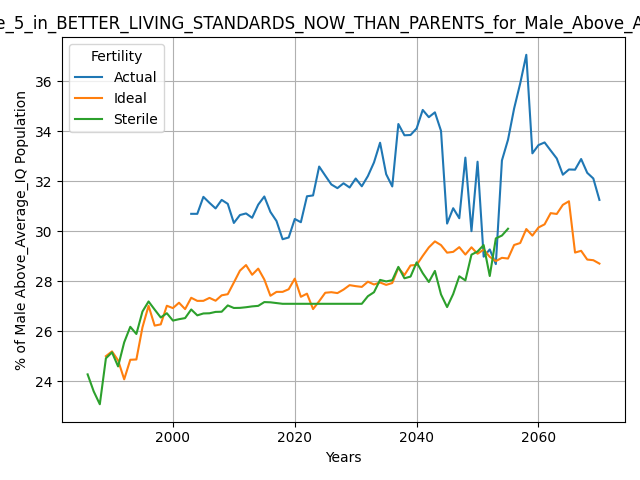 e_5_in_BETTER_LIVING_STANDARDS_NOW_THAN_PARENTS_for_Male_Above_A
Fertility
Actual
Ideal
Sterile
% of Male Above_Average_IQ Population
36
34
32
30
28
26
24
2000
2020
2040
2060
Years